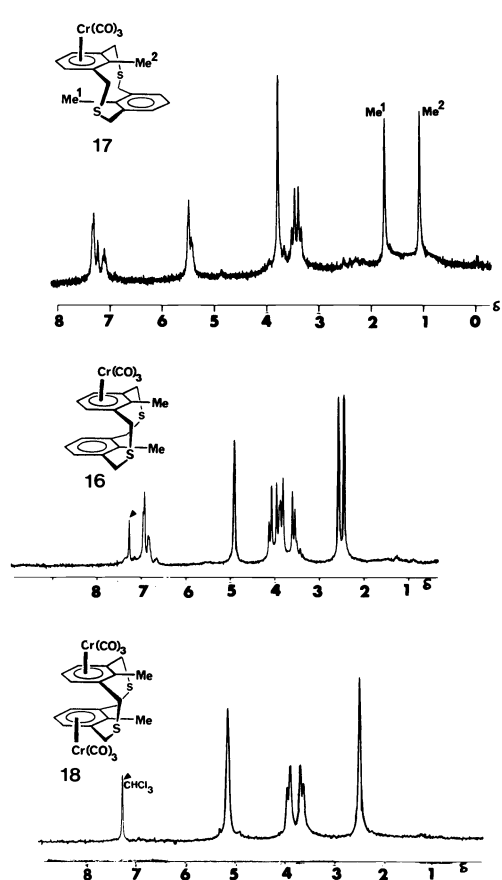 Cr(CO)3
Me2
S
Me1
S
17
Me1
Me2
8 7 6 5 4 3 2 1 0 δ
Cr(CO)3
Me
S
Me
S
16
8 7 6 5 4 3 2 1 δ
Cr(CO)3
Me
S
Me
S
Cr(CO)3
18
CHCl3
8 7 6 5 4 3 2 1 δ